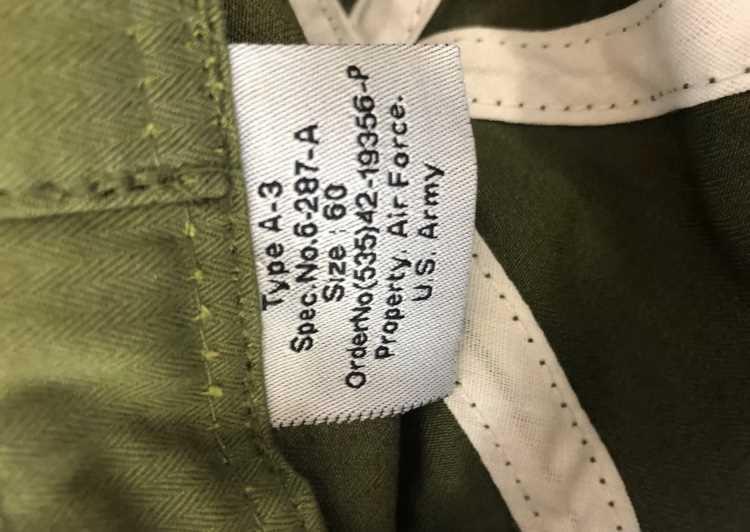 Type A-3
Spec.No.6-287-A
Size : 60
OrderNo(535)42-19356-P
Property. Air Force.
U S. Army